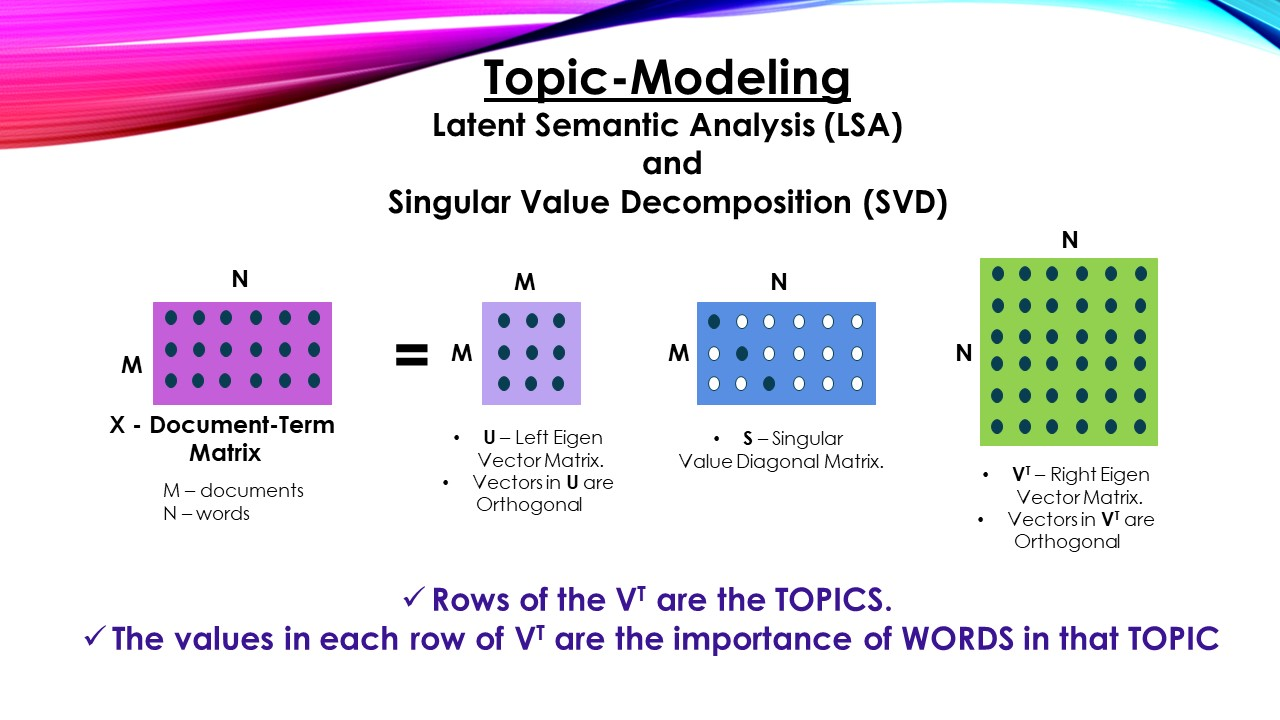 Topic-Modeling
Latent Semantic Analysis (LSA)
and
Singular Value Decomposition (SVD)
N
M
X - Document-Term
Matrix
M – documents
N – words
=
M
M
• U – Left Eigen
Vector Matrix.
• Vectors in U are
Orthogonal
N
M
• S – Singular
Value Diagonal Matrix.
N
N
• Vᵀ – Right Eigen
Vector Matrix.
• Vectors in Vᵀ are
Orthogonal
✓ Rows of the Vᵀ are the TOPICS.
✓ The values in each row of Vᵀ are the importance of WORDS in that TOPIC